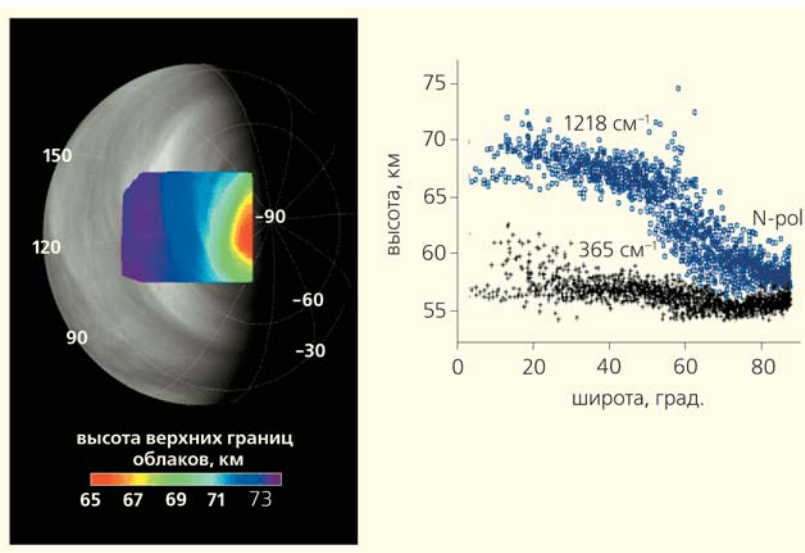 150
120
90
–90
–60
–30
высота верхних границ
облаков, км
65 67 69 71 73
75
70
65
60
55
высота, км
1218 см⁻¹
365 см⁻¹
N-pol
0 20 40 60 80
широта, град.